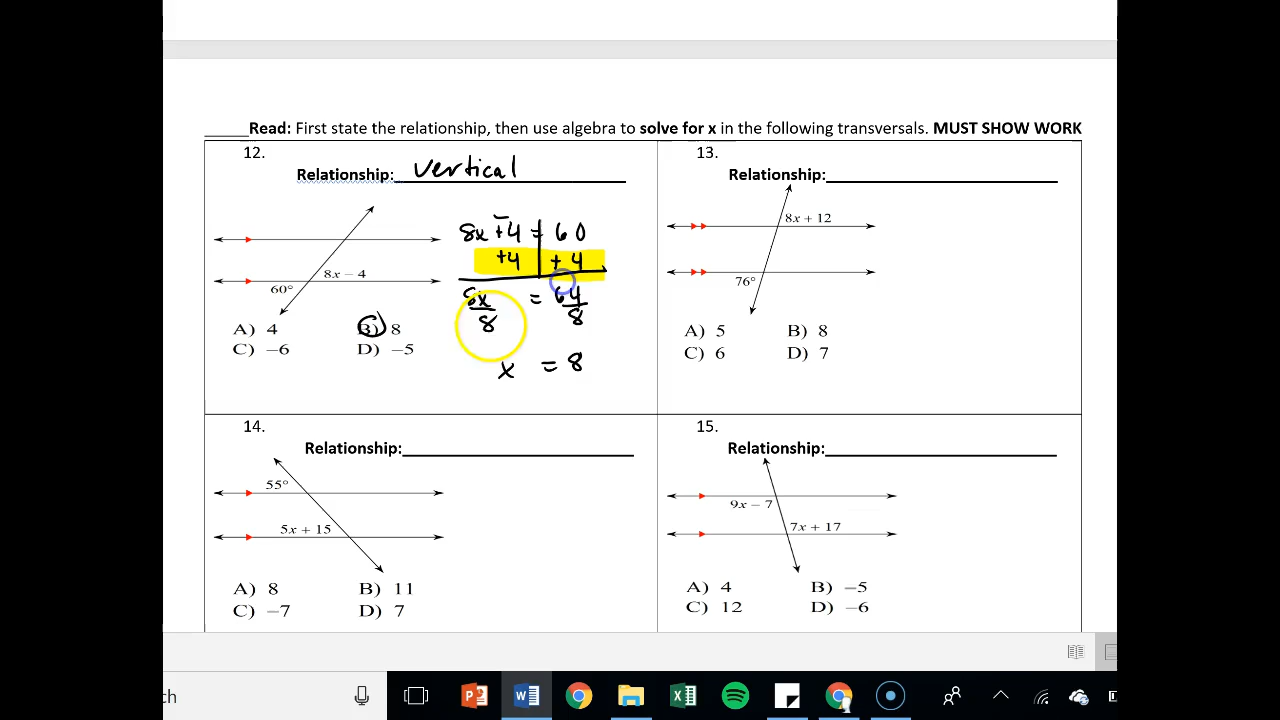 _____Read: First state the relationship, then use algebra to solve for x in the following transversals. MUST SHOW WORK
12.
Relationship: vertical
8x - 4
60°
A) 4 B) 8
C) -6 D) -5
8x + -4 = 60
+4 + 4
8x/8 = 64/8
x = 8
13.
Relationship:
8x + 12
76°
A) 5 B) 8
C) 6 D) 7
14.
Relationship:
55°
5x + 15
A) 8 B) 11
C) -7 D) 7
15.
Relationship:
9x - 7
7x + 17
A) 4 B) -5
C) 12 D) -6
ch